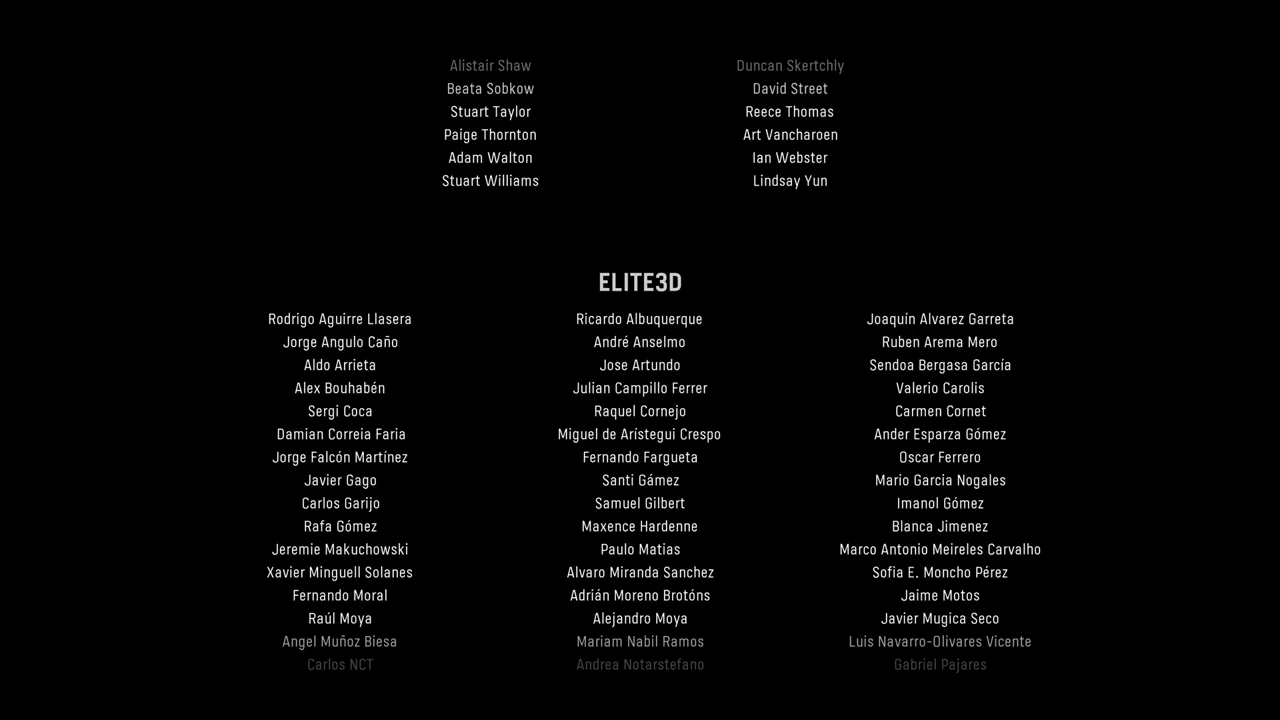 Alistair Shaw Duncan Skertchly
Beata Sobkow David Street
Stuart Taylor Reece Thomas
Paige Thornton Art Vancharoen
Adam Walton Ian Webster
Stuart Williams Lindsay Yun
ELITE3D
Rodrigo Aguirre Llasera Ricardo Albuquerque Joaquín Alvarez Garreta
Jorge Angulo Caño André Anselmo Ruben Arema Mero
Aldo Arrieta Jose Artundo Sendoa Bergasa García
Alex Bouhabén Julian Campillo Ferrer Valerio Carolis
Sergi Coca Raquel Cornejo Carmen Cornet
Damian Correia Faria Miguel de Arístegui Crespo Ander Esparza Gómez
Jorge Falcón Martínez Fernando Fargueta Oscar Ferrero
Javier Gago Santi Gámez Mario Garcia Nogales
Carlos Garijo Samuel Gilbert Imanol Gómez
Rafa Gómez Maxence Hardenne Blanca Jimenez
Jeremie Makuchowski Paulo Matias Marco Antonio Meireles Carvalho
Xavier Minguell Solanes Alvaro Miranda Sanchez Sofia E. Moncho Pérez
Fernando Moral Adrián Moreno Brotóns Jaime Motos
Raúl Moya Alejandro Moya Javier Mugica Seco
Angel Muñoz Biesa Mariam Nabil Ramos Luis Navarro-Olivares Vicente
Carlos NCT Andrea Notarstefano Gabriel Pajares